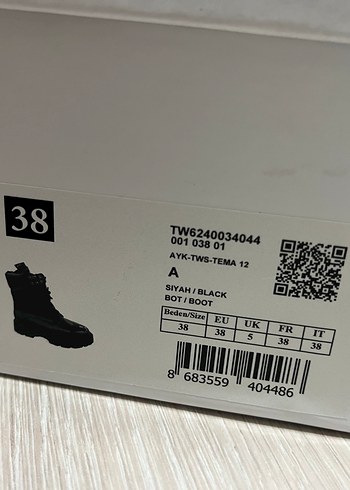 38
TW6240034044
001 038 01
AYK-TWS-TEMA 12
A
SIYAH / BLACK
BOT / BOOT
Beden/Size EU UK FR IT
38 38 5 38 38
8 683559 404486